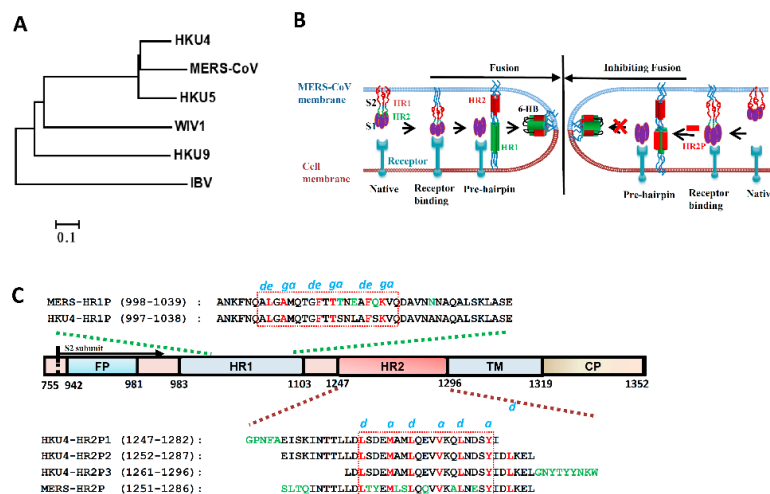 A
HKU4
MERS-CoV
HKU5
WIV1
HKU9
IBV
0.1
B
Fusion
Inhibiting Fusion
MERS-CoV
membrane
S2
HR1
HR2
S1
HR2
6-HB
HR1
HR2P
Receptor
Cell
membrane
Native
Receptor
binding
Pre-hairpin
Pre-hairpin
Receptor
binding
Nati
C
de ga de ga de ga
MERS-HR1P (998-1039) : ANKFNQALGAMQTGFTTTNEAFQKVQDAVNNNAQALSKLASE
HKU4-HR1P (997-1038) : ANKFNQALGAMQTGFTTSNLAFSKVQDAVNANAQALSKLASE
S2 subunit
FP HR1 HR2 TM CP
755 942 981 983 1103 1247 1296 1319 1352
d
d a d a d a
HKU4-HR2P1 (1247-1282): GPNFAEISKINTTLLDLSDEMAMLQEVVKQLNDSYI
HKU4-HR2P2 (1252-1287) : EISKINTTLLDLSDEMAMLQEVVKQLNDSYIDLKEL
HKU4-HR2P3 (1261-1296) : LDLSDEMAMLQEVVKQLNDSYIDLKELGNYTYYNKW
MERS-HR2P (1251-1286) : SLTQINTTLLDLTYEMLSLQQVVKALNESYIDLKEL